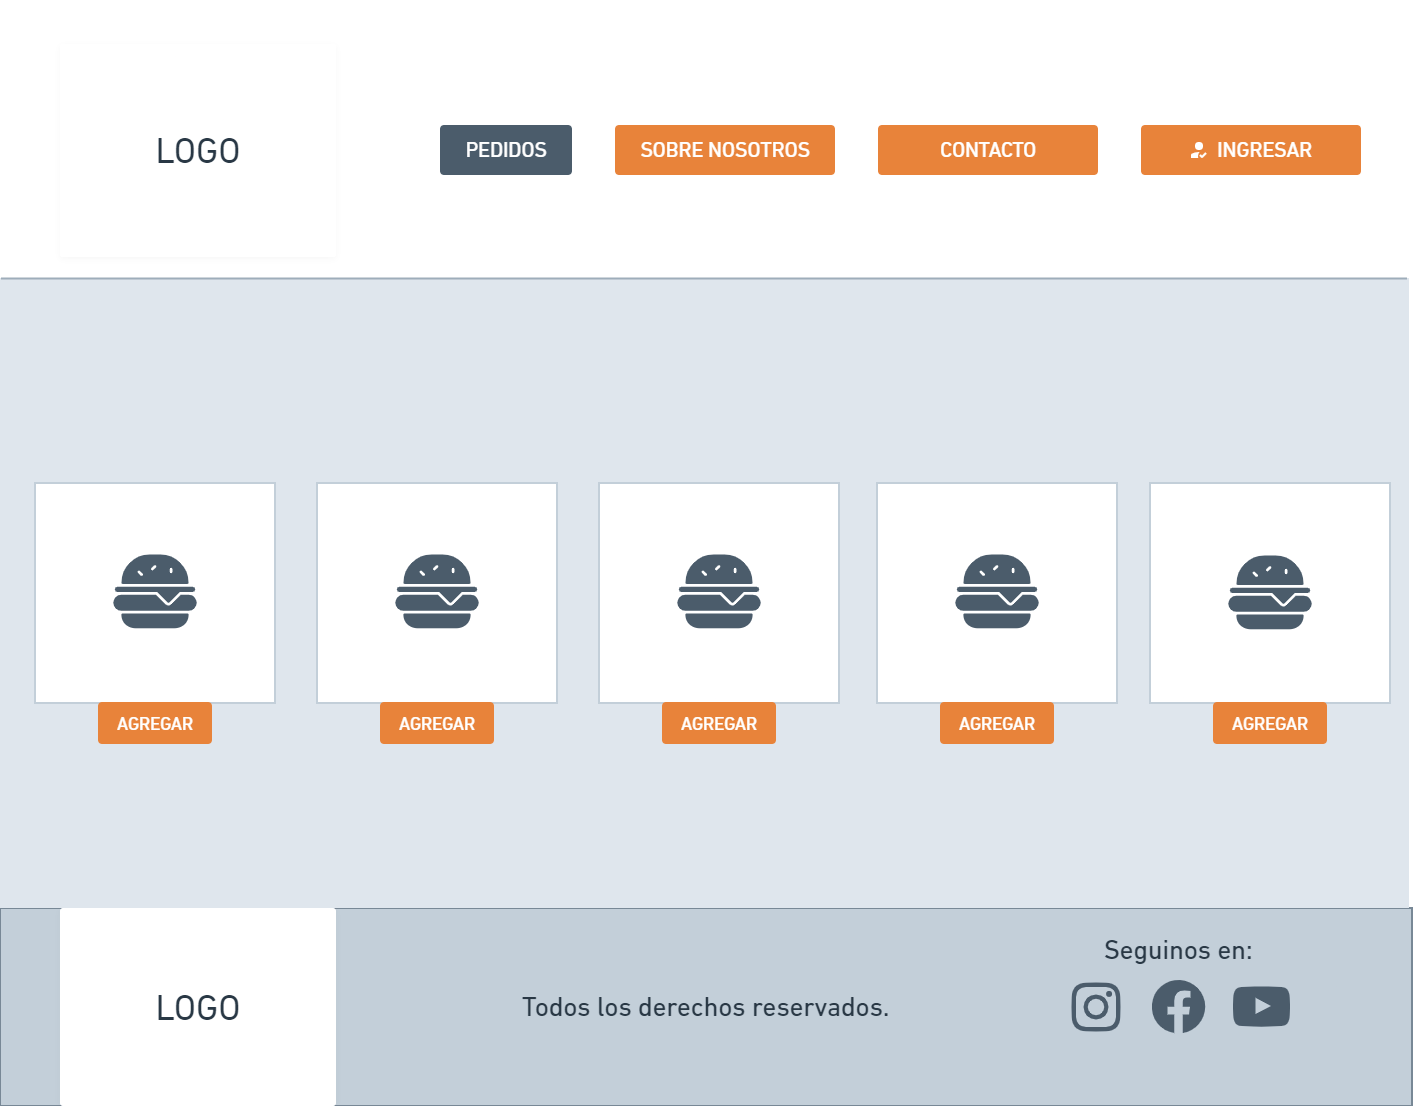 LOGO
PEDIDOS
SOBRE NOSOTROS
CONTACTO
INGRESAR
AGREGAR
AGREGAR
AGREGAR
AGREGAR
AGREGAR
LOGO
Todos los derechos reservados.
Seguinos en: